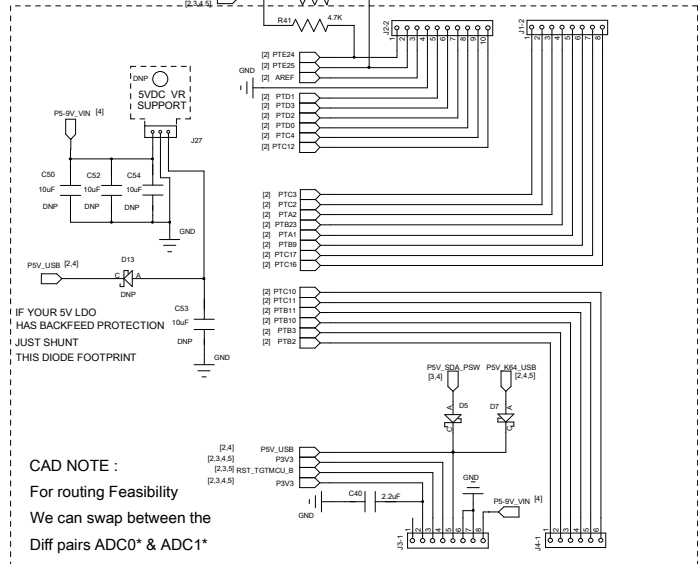 [2,3,4,5]
R41 4.7K
J2-2
1 2 3 4 5 6 7 8 9 10
J1-2
1 2 3 4 5 6 7 8
[2] PTE24
[2] PTE25
[2] AREF
GND
[2] PTD1
[2] PTD3
[2] PTD2
[2] PTD0
[2] PTC4
[2] PTC12
DNP
5VDC VR
SUPPORT
P5-9V_VIN [4]
J27
C50
10uF
DNP
C52
10uF
DNP
C54
10uF
DNP
GND
[2] PTC3
[2] PTC2
[2] PTA2
[2] PTB23
[2] PTA1
[2] PTB9
[2] PTC17
[2] PTC16
P5V_USB [2,4]
D13
C A
DNP
[2] PTC10
[2] PTC11
[2] PTB11
[2] PTB10
[2] PTB3
[2] PTB2
IF YOUR 5V LDO
HAS BACKFEED PROTECTION
JUST SHUNT
THIS DIODE FOOTPRINT
C53
10uF
DNP
GND
P5V_SDA_PSW
[3,4]
P5V_K64_USB
[2,4,5]
A
D5
C
D7
A
C
[2,4] P5V_USB
[2,3,4,5] P3V3
[2,3,5] RST_TGTMCU_B
[2,3,4,5] P3V3
GND
C40 2.2uF
GND
P5-9V_VIN [4]
J3-1
1 2 3 4 5 6 7 8
J4-1
1 2 3 4 5 6
CAD NOTE :
For routing Feasibility
We can swap between the
Diff pairs ADC0* & ADC1*